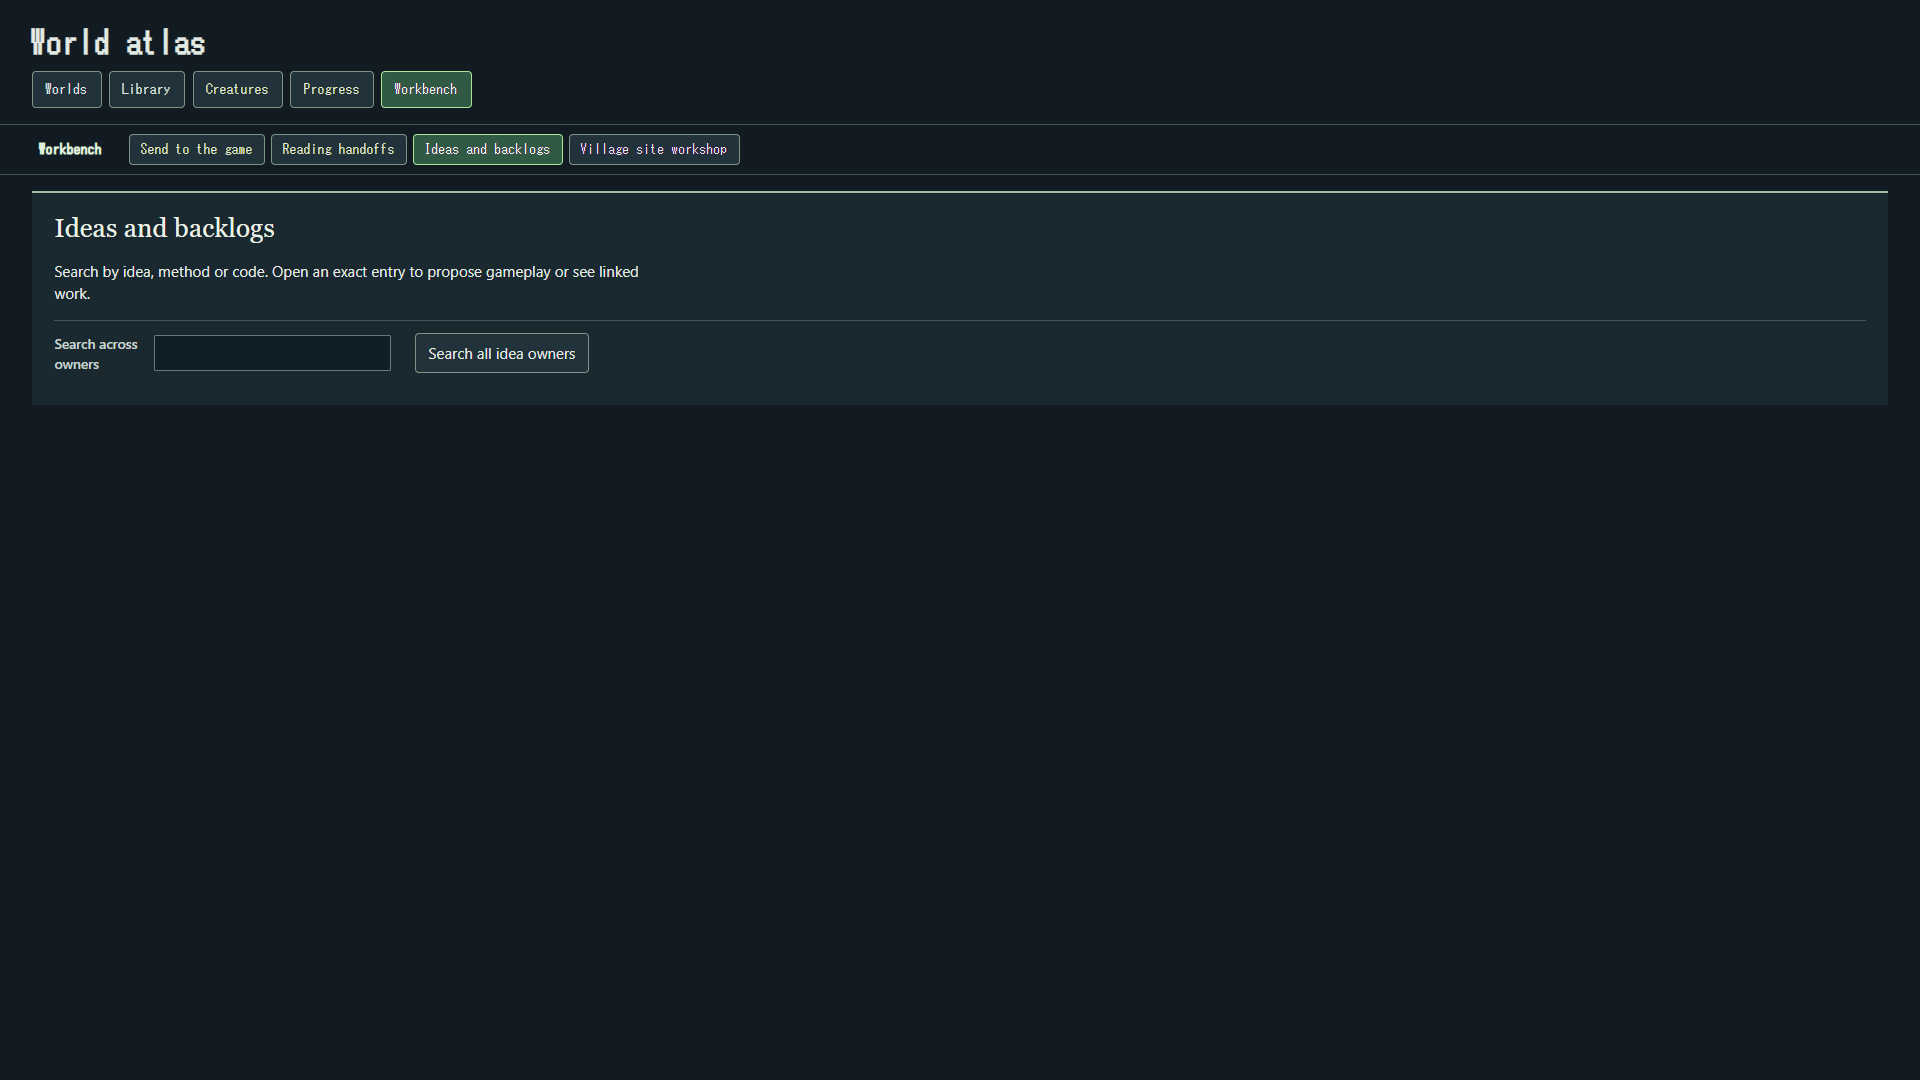 World atlas
Worlds
Library
Creatures
Progress
Workbench
Workbench
Send to the game
Reading handoffs
Ideas and backlogs
Village site workshop
Ideas and backlogs
Search by idea, method or code. Open an exact entry to propose gameplay or see linked
work.
Search across
owners
Search all idea owners